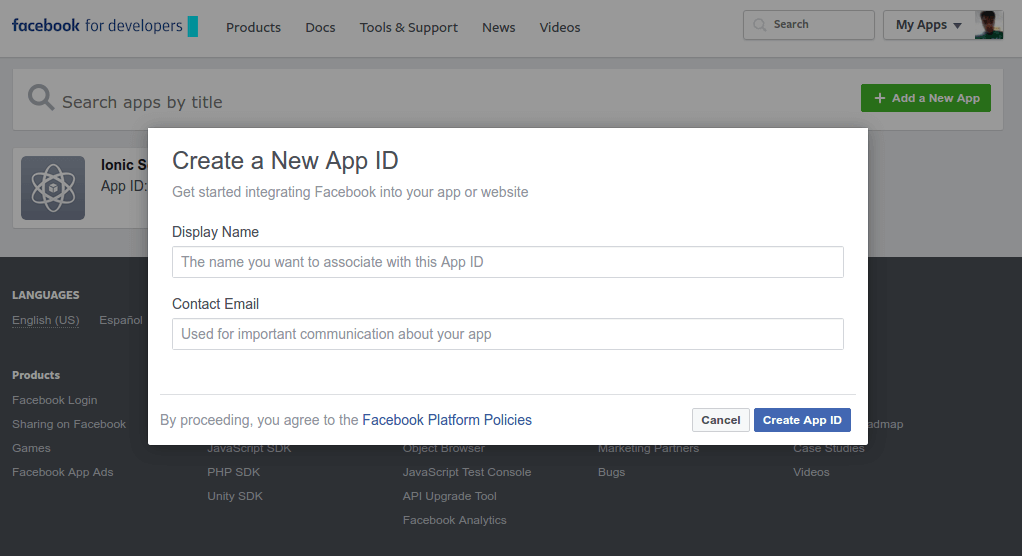 facebook for developers Products Docs Tools & Support News Videos Search My Apps
Search apps by title + Add a New App
Create a New App ID
Get started integrating Facebook into your app or website
Ionic S
App ID:
Display Name
The name you want to associate with this App ID
Contact Email
Used for important communication about your app
By proceeding, you agree to the Facebook Platform Policies Cancel Create App ID
LANGUAGES
English (US) Español
Products
Facebook Login
Sharing on Facebook
Games JavaScript SDK Object Browser Marketing Partners Case Studies
Facebook App Ads PHP SDK JavaScript Test Console Bugs Videos
Unity SDK API Upgrade Tool
Facebook Analytics